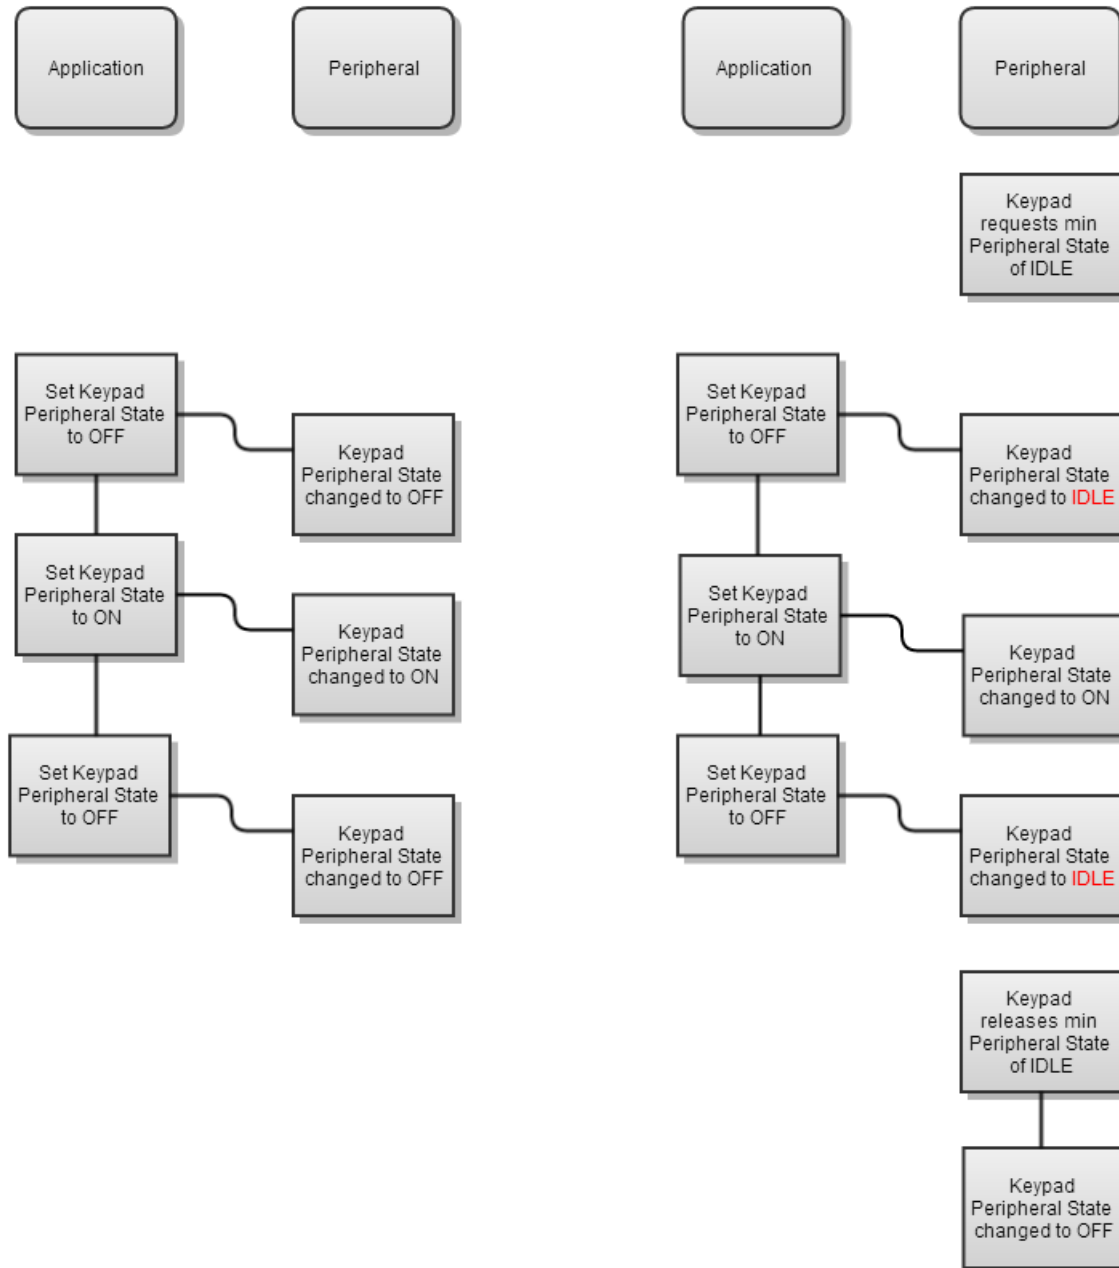 Application
Peripheral
Application
Peripheral
Keypad
requests min
Peripheral State
of IDLE
Set Keypad
Peripheral State
to OFF
Keypad
Peripheral State
changed to OFF
Set Keypad
Peripheral State
to ON
Keypad
Peripheral State
changed to ON
Set Keypad
Peripheral State
to OFF
Keypad
Peripheral State
changed to OFF
Set Keypad
Peripheral State
to OFF
Keypad
Peripheral State
changed to IDLE
Set Keypad
Peripheral State
to ON
Keypad
Peripheral State
changed to ON
Set Keypad
Peripheral State
to OFF
Keypad
Peripheral State
changed to IDLE
Keypad
releases min
Peripheral State
of IDLE
Keypad
Peripheral State
changed to OFF